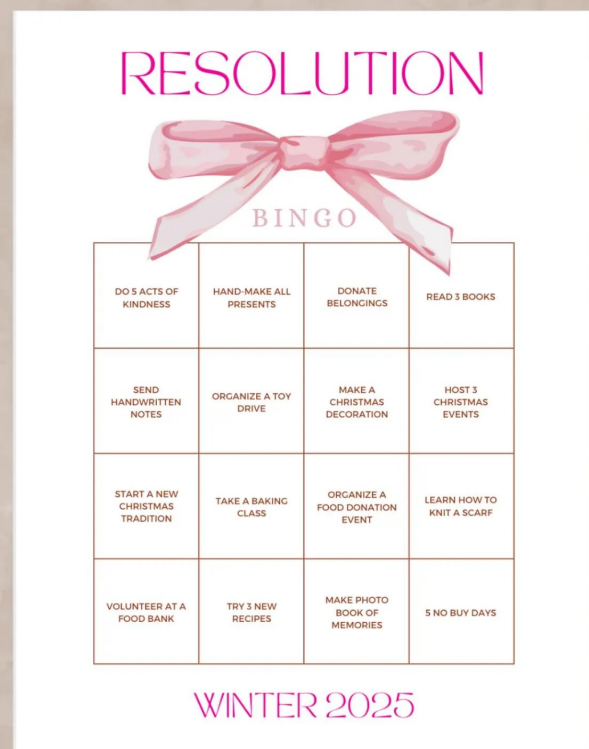 RESOLUTION
BINGO
DO 5 ACTS OF
KINDNESS
HAND-MAKE ALL
PRESENTS
DONATE
BELONGINGS
READ 3 BOOKS
SEND
HANDWRITTEN
NOTES
ORGANIZE A TOY
DRIVE
MAKE A
CHRISTMAS
DECORATION
HOST 3
CHRISTMAS
EVENTS
START A NEW
CHRISTMAS
TRADITION
TAKE A BAKING
CLASS
ORGANIZE A
FOOD DONATION
EVENT
LEARN HOW TO
KNIT A SCARF
VOLUNTEER AT A
FOOD BANK
TRY 3 NEW
RECIPES
MAKE PHOTO
BOOK OF
MEMORIES
5 NO BUY DAYS
WINTER 2025